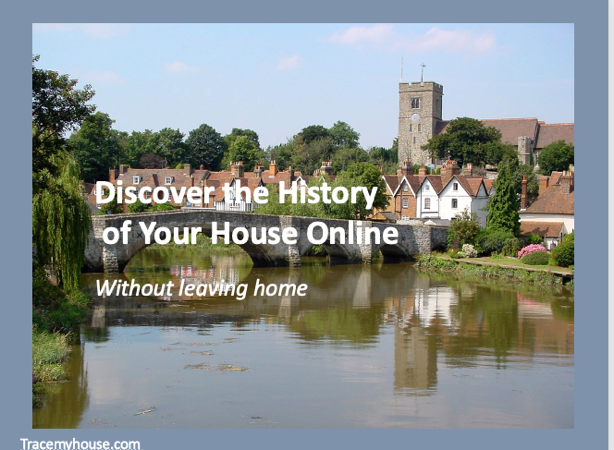 Discover the History
of Your House Online
Without leaving home
Tracemyhouse.com